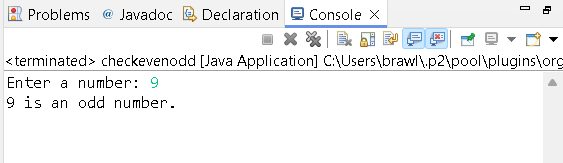 Problems @ Javadoc Declaration Console
<terminated> checkevenodd [Java Application] C:\Users\brawl\.p2\pool\plugins\org
Enter a number: 9
9 is an odd number.